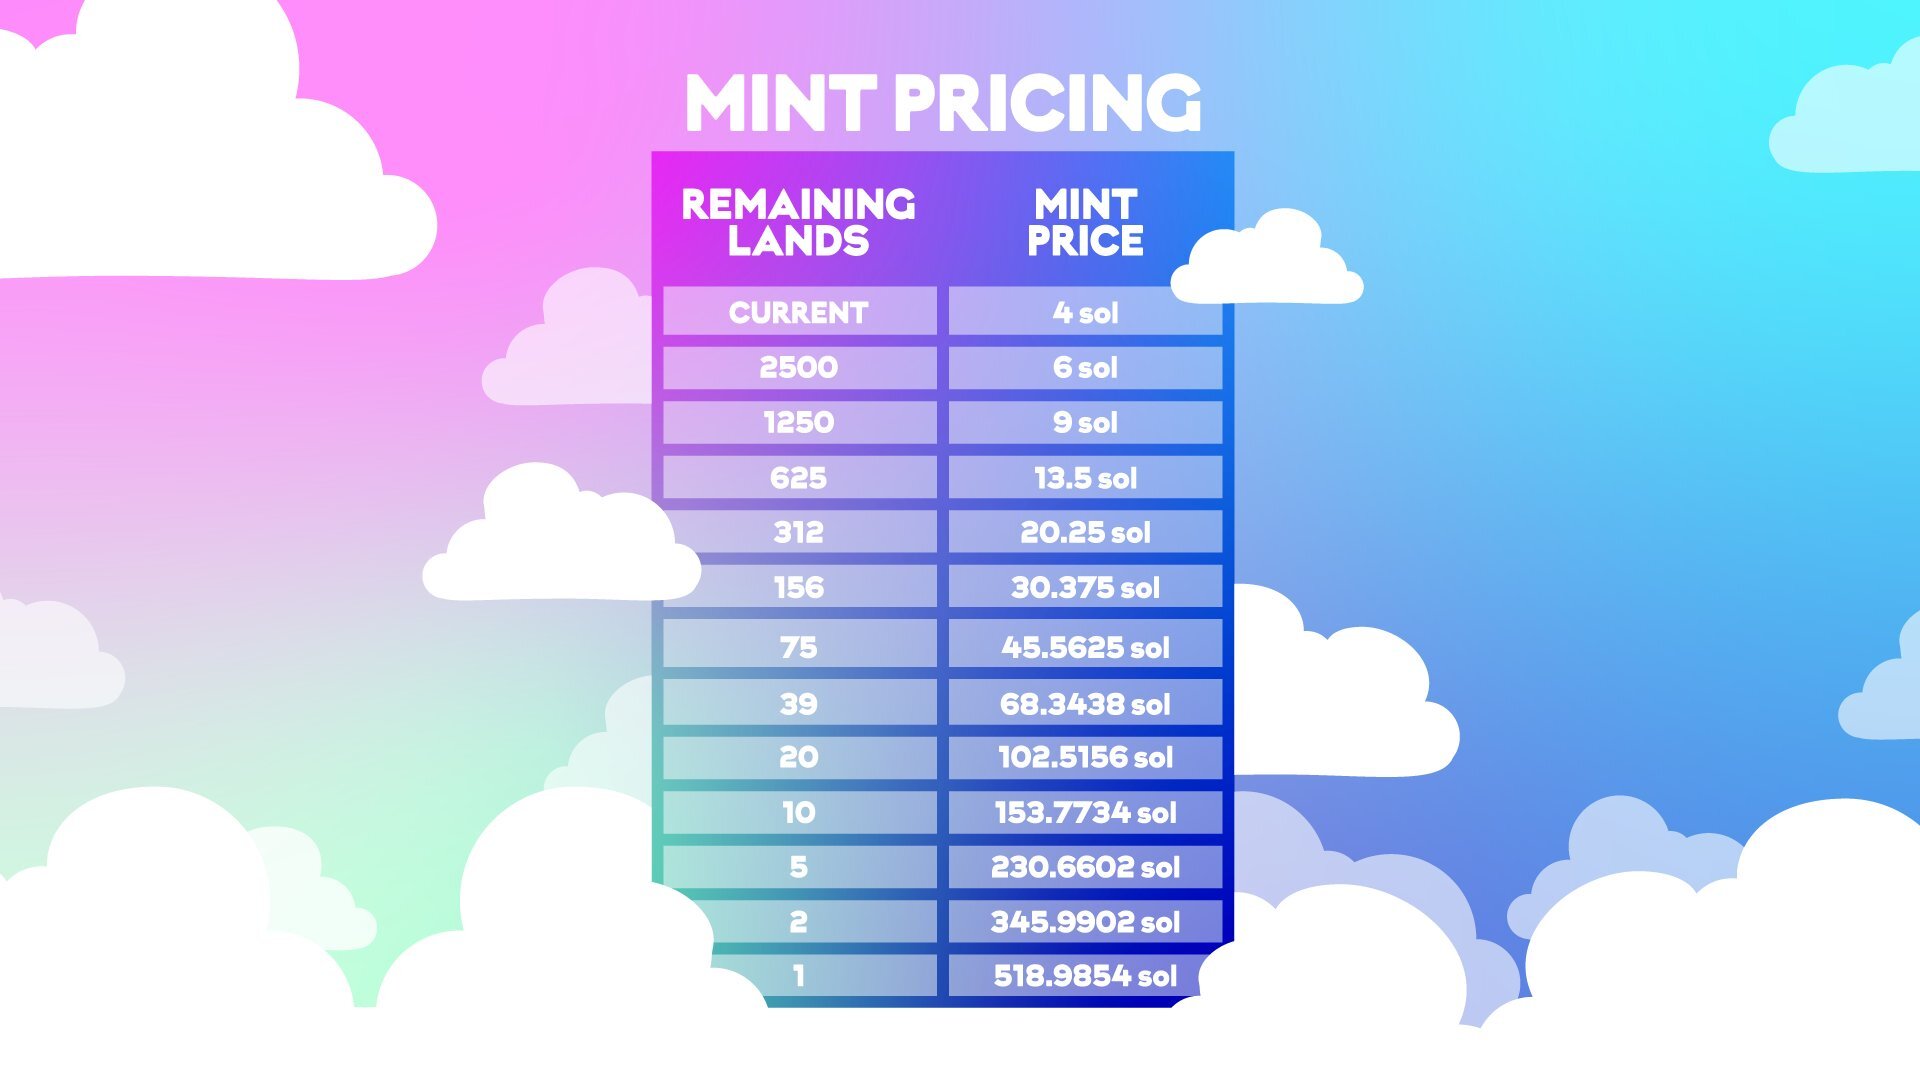 MINT PRICING
REMAINING LANDS MINT PRICE
CURRENT 4 sol
2500 6 sol
1250 9 sol
625 13.5 sol
312 20.25 sol
156 30.375 sol
75 45.5625 sol
39 68.3438 sol
20 102.5156 sol
10 153.7734 sol
5 230.6602 sol
2 345.9902 sol
1 518.9854 sol